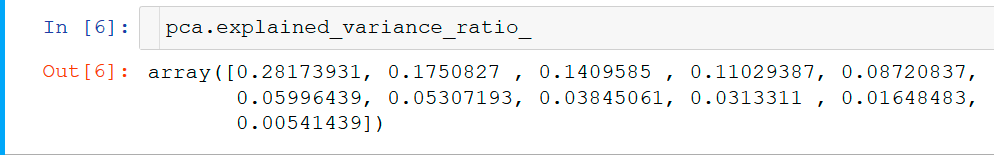 In [6]: pca.explained_variance_ratio_
Out[6]: array([0.28173931, 0.1750827 , 0.1409585 , 0.11029387, 0.08720837,
0.05996439, 0.05307193, 0.03845061, 0.0313311 , 0.01648483,
0.00541439])